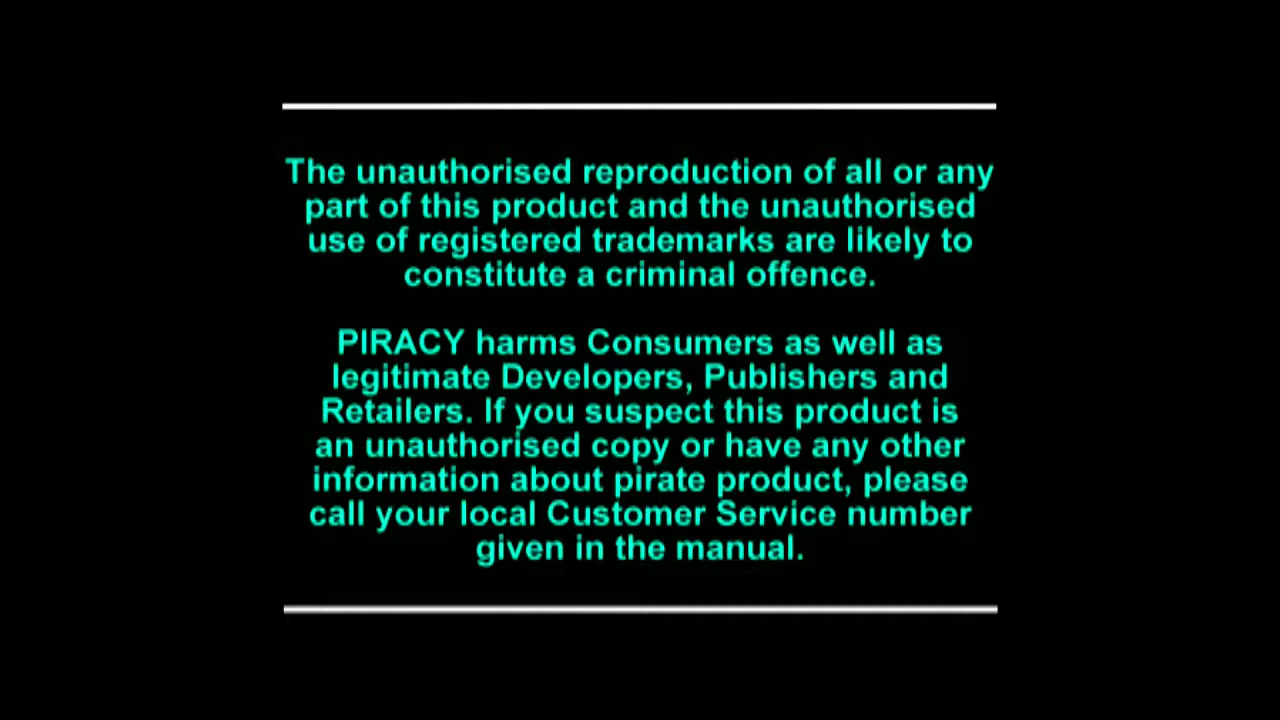 The unauthorised reproduction of all or any
part of this product and the unauthorised
use of registered trademarks are likely to
constitute a criminal offence.
PIRACY harms Consumers as well as
legitimate Developers, Publishers and
Retailers. If you suspect this product is
an unauthorised copy or have any other
information about pirate product, please
call your local Customer Service number
given in the manual.